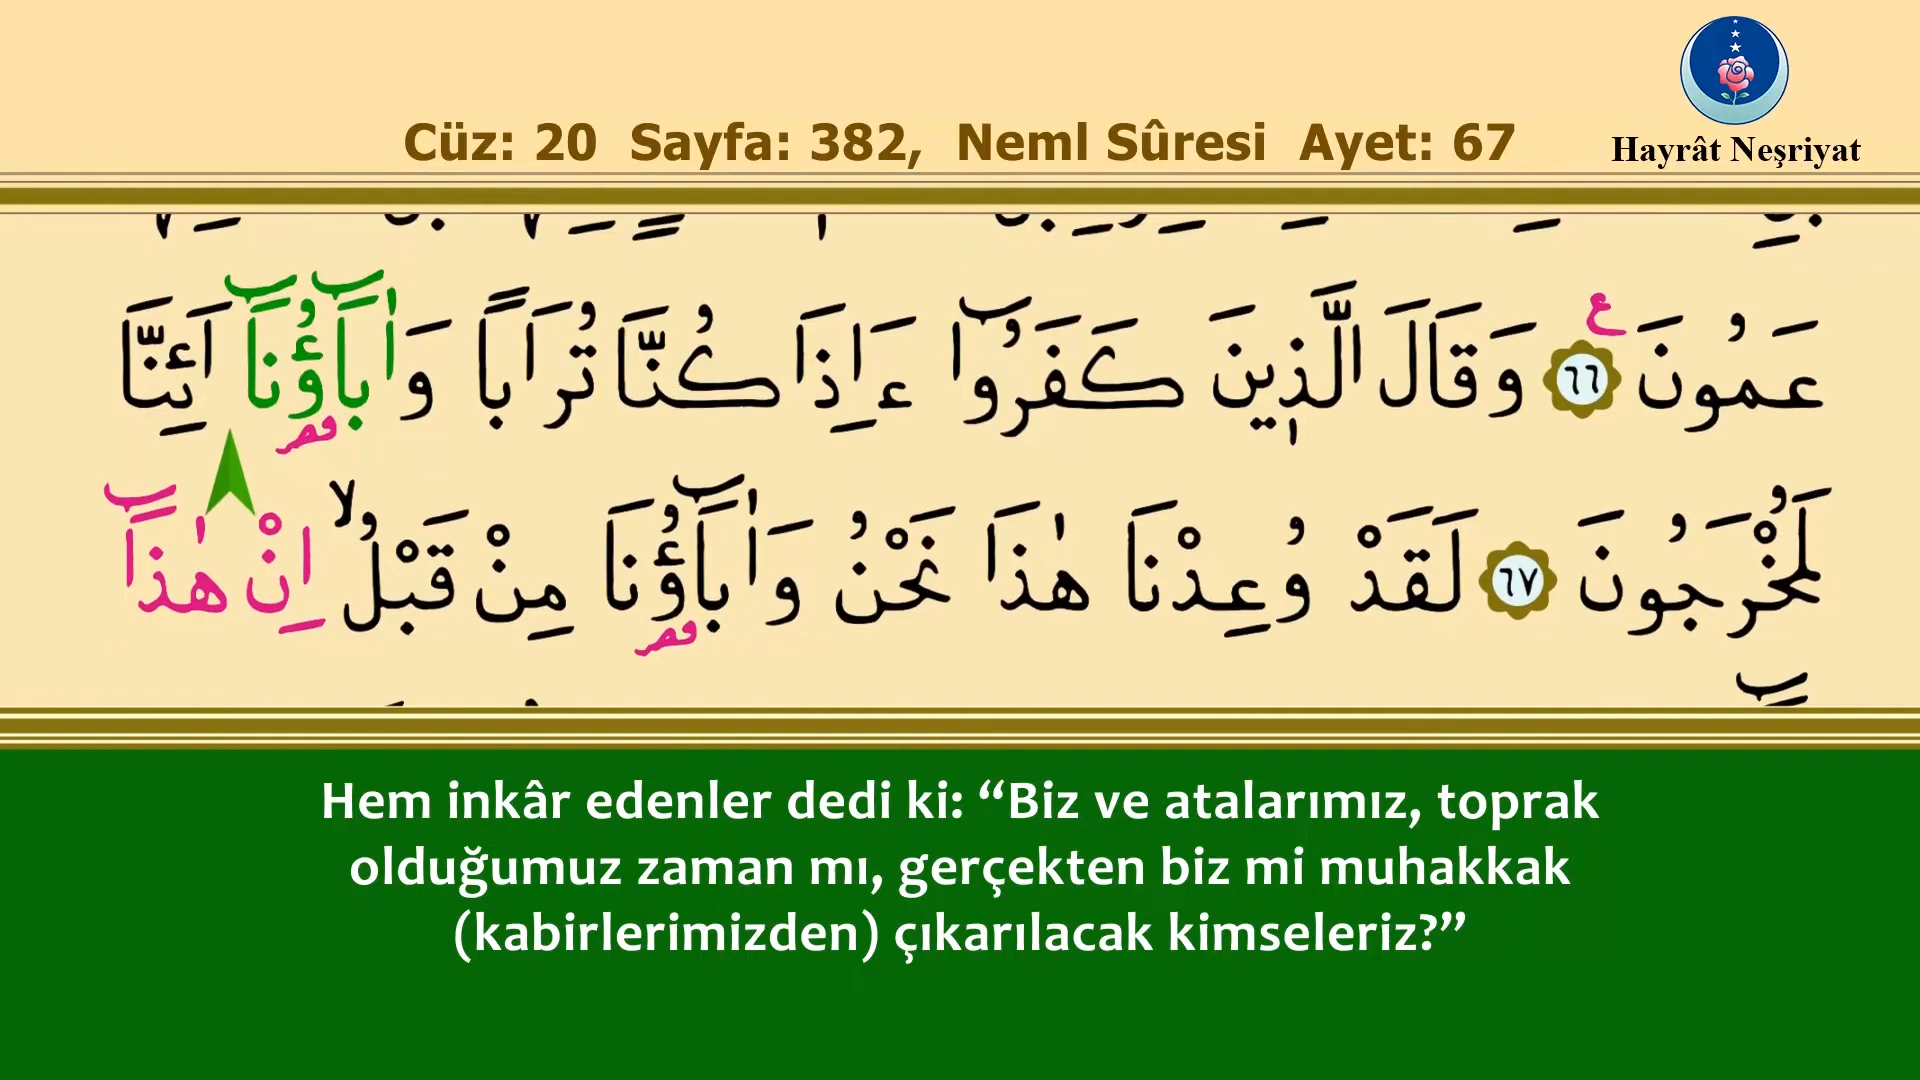 Cüz: 20 Sayfa: 382, Neml Sûresi Ayet: 67
Hayrât Neşriyat
عَمُونَ ﴿٦٦﴾ ع وَقَالَ الَّذ۪ينَ كَفَرُٓوا ءَاِذَا كُنَّا تُرَابًا وَاٰبَٓاؤُ۬نَٓا اَئِنَّا
قصر
لَمُخْرَجُونَ ﴿٦٧﴾ لَقَدْ وُعِدْنَا هٰذَا نَحْنُ وَاٰبَٓاؤُ۬نَا مِنْ قَبْلُۙ اِنْ هٰذَٓا
قصر
Hem inkâr edenler dedi ki: “Biz ve atalarımız, toprak
olduğumuz zaman mı, gerçekten biz mi muhakkak
(kabirlerimizden) çıkarılacak kimseleriz?”